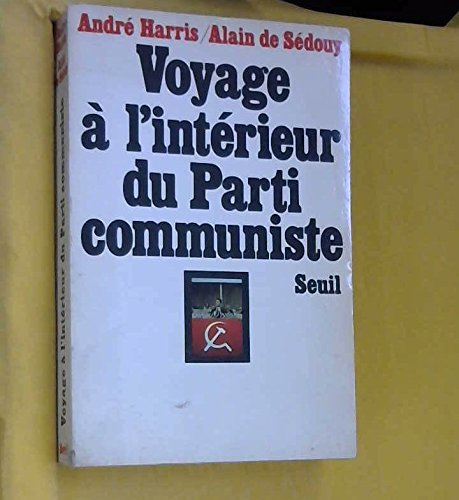 André Harris/Alain de Sédouy
Voyage
à l'intérieur
du Parti
communiste
Seuil
Voyage à l'intérieur du Parti communiste